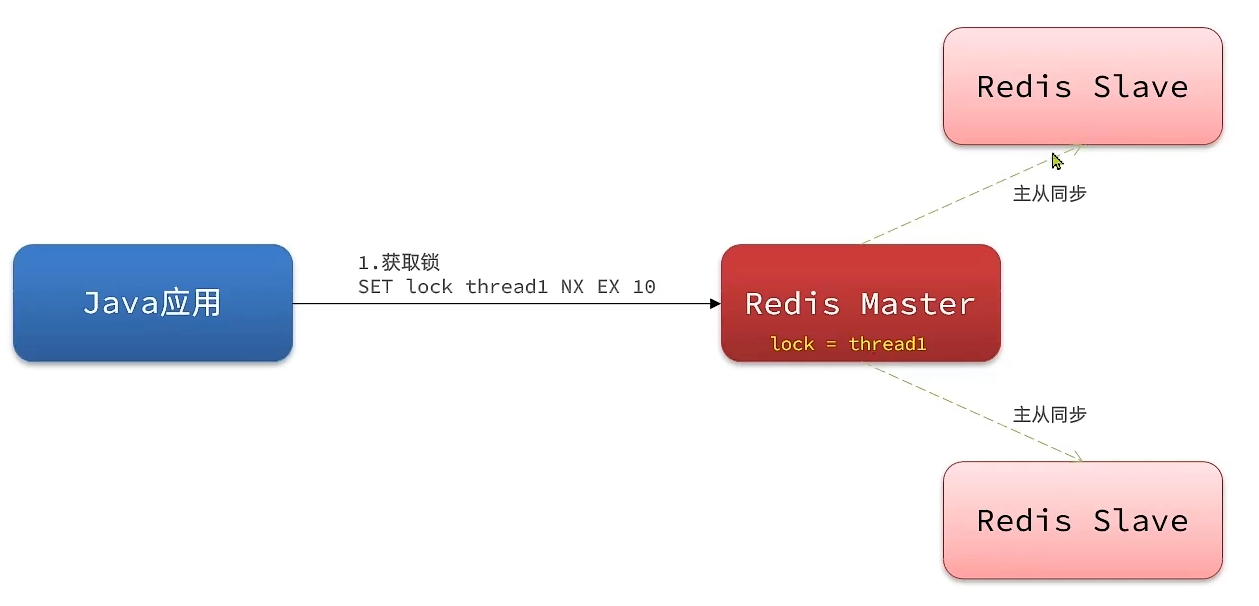 Redis Slave
主从同步
1.获取锁
SET lock thread1 NX EX 10
Java应用
Redis Master
lock = thread1
主从同步
Redis Slave